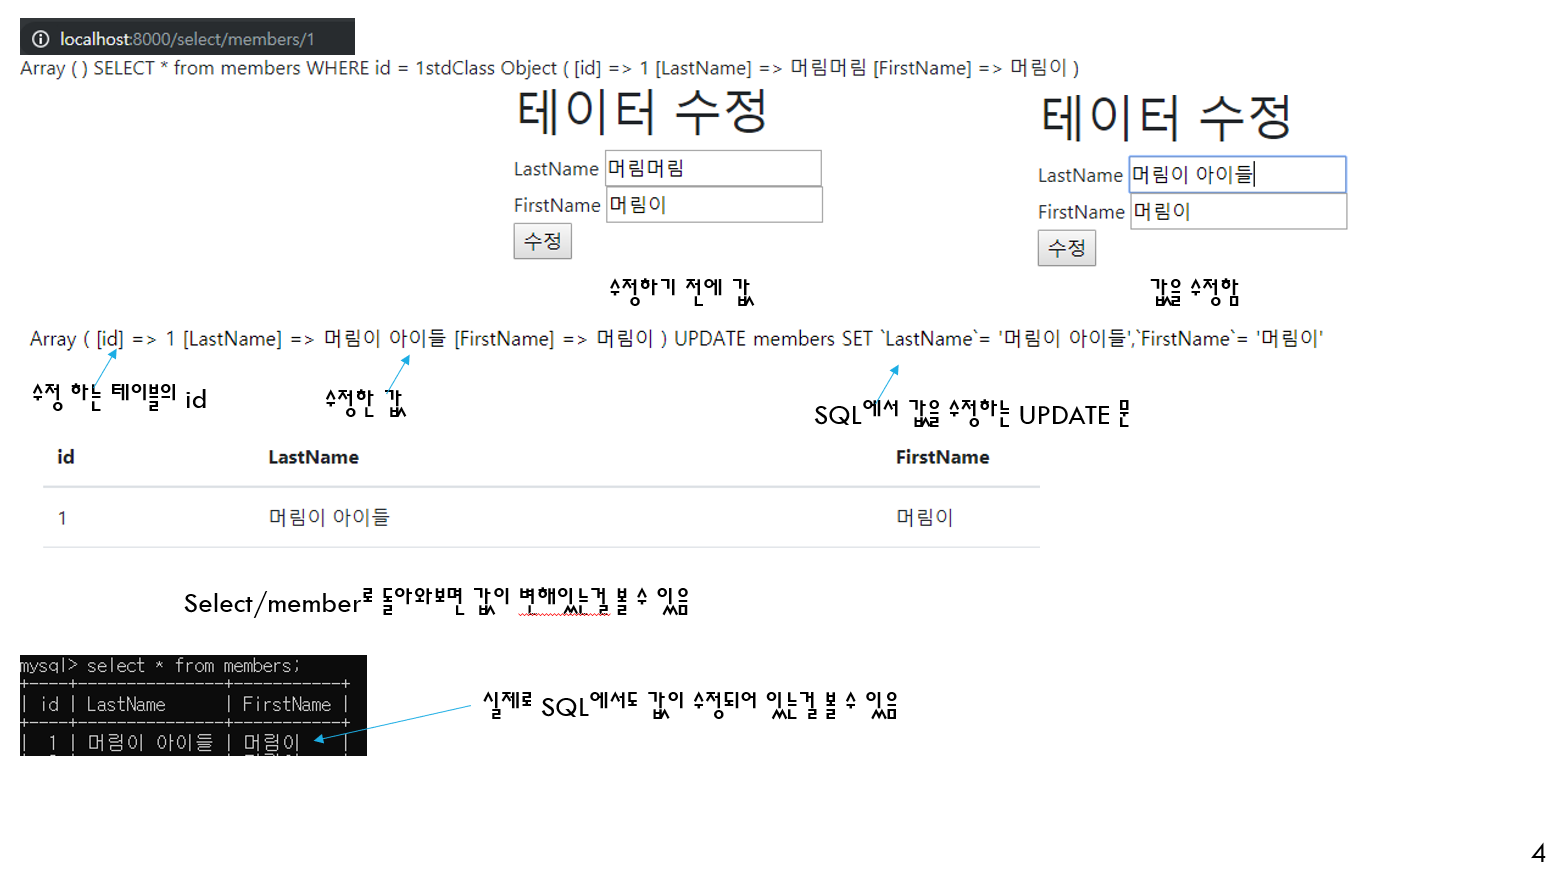 localhost:8000/select/members/1
Array ( ) SELECT * from members WHERE id = 1stdClass Object ( [id] => 1 [LastName] => 머림머림 [FirstName] => 머림이 )
테이터 수정
LastName 머림머림
FirstName 머림이
수정
수정하기 전에 값
테이터 수정
LastName 머림이 아이들
FirstName 머림이
수정
값을 수정함
Array ( [id] => 1 [LastName] => 머림이 아이들 [FirstName] => 머림이 ) UPDATE members SET `LastName`= '머림이 아이들',`FirstName`= '머림이'
수정 하는 테이블의 id
수정한 값
SQL에서 값을 수정하는 UPDATE 문
id LastName FirstName
1 머림이 아이들 머림이
Select/member로 돌아와보면 값이 변해있는걸 볼 수 있음
mysql> select * from members;
+----+--------------+-----------+
| id | LastName | FirstName |
+----+--------------+-----------+
| 1 | 머림이 아이들 | 머림이 |
실제로 SQL에서도 값이 수정되어 있는걸 볼 수 있음
4